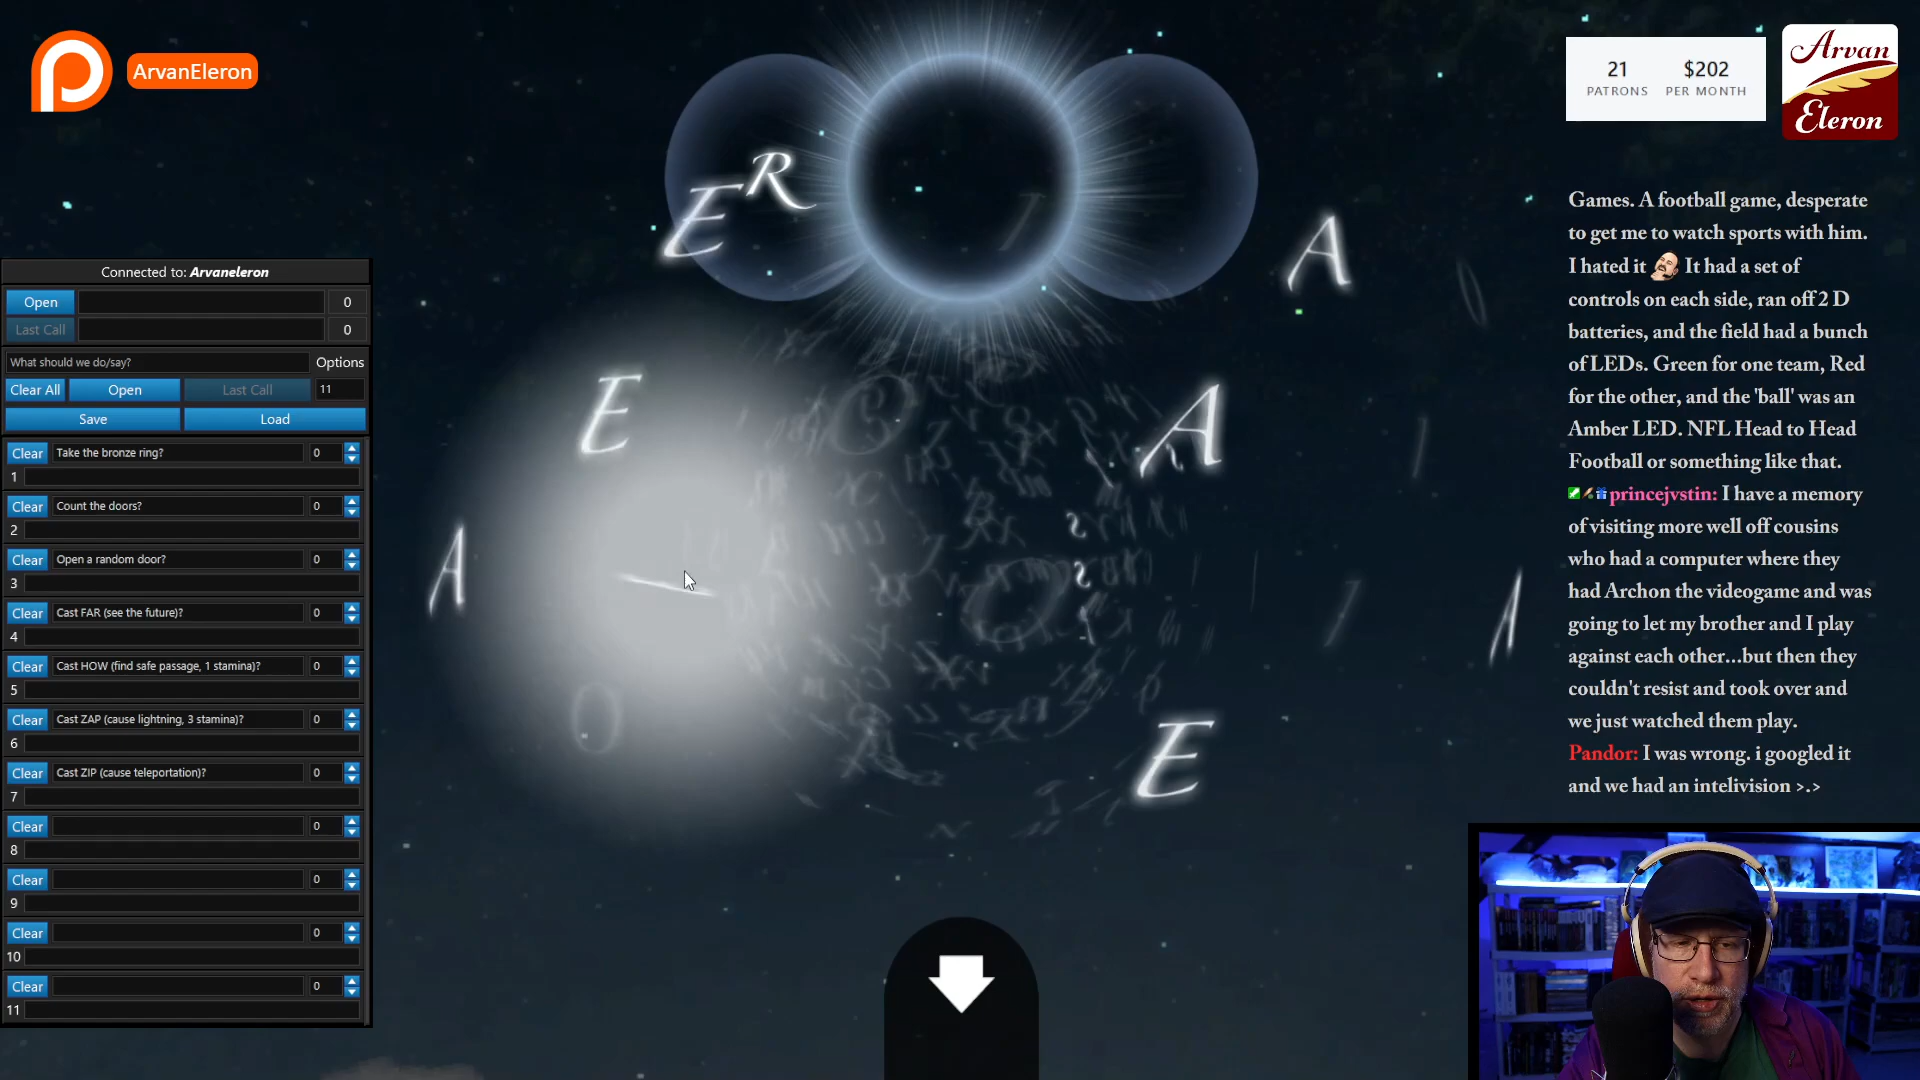 ArvanEleron
21 $202
PATRONS PER MONTH
Arvan
Eleron
R
E
A
E
A
A
A
E
O
Connected to: Arvaneleron
Open 0
Last Call 0
What should we do/say? Options
Clear All Open Last Call 11
Save Load
Clear Take the bronze ring? 0
1
Clear Count the doors? 0
2
Clear Open a random door? 0
3
Clear Cast FAR (see the future)? 0
4
Clear Cast HOW (find safe passage, 1 stamina)? 0
5
Clear Cast ZAP (cause lightning, 3 stamina)? 0
6
Clear Cast ZIP (cause teleportation)? 0
7
Clear 0
8
Clear 0
9
Clear 0
10
Clear 0
11
Games. A football game, desperate
to get me to watch sports with him.
I hated it It had a set of
controls on each side, ran off 2 D
batteries, and the field had a bunch
of LEDs. Green for one team, Red
for the other, and the 'ball' was an
Amber LED. NFL Head to Head
Football or something like that.
princejvstin: I have a memory
of visiting more well off cousins
who had a computer where they
had Archon the videogame and was
going to let my brother and I play
against each other...but then they
couldn't resist and took over and
we just watched them play.
Pandor: I was wrong. i googled it
and we had an intelivision >.>